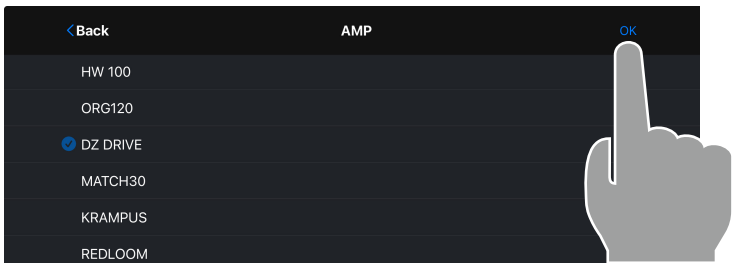 Back AMP OK
HW 100
ORG120
DZ DRIVE
MATCH30
KRAMPUS
REDLOOM